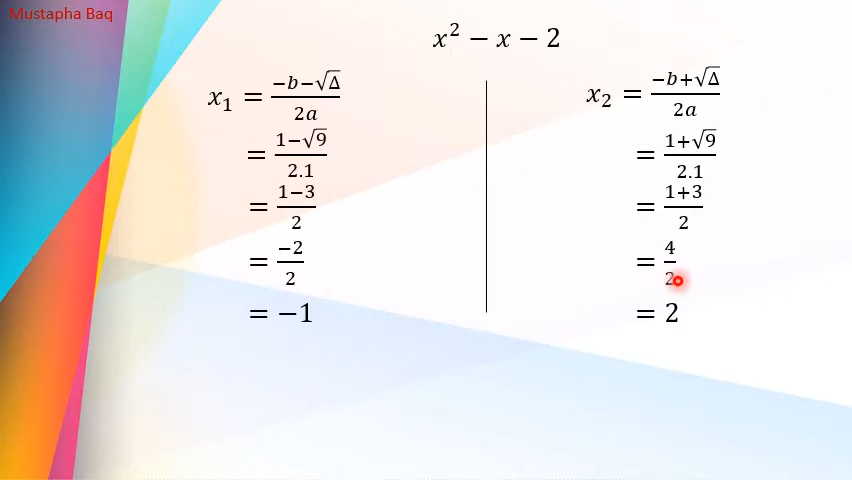 Mustapha Baq
x² − x − 2
x₁ = (−b−√Δ)/(2a)
= (1−√9)/(2.1)
= (1−3)/2
= (−2)/2
= −1
x₂ = (−b+√Δ)/(2a)
= (1+√9)/(2.1)
= (1+3)/2
= 4/2
= 2